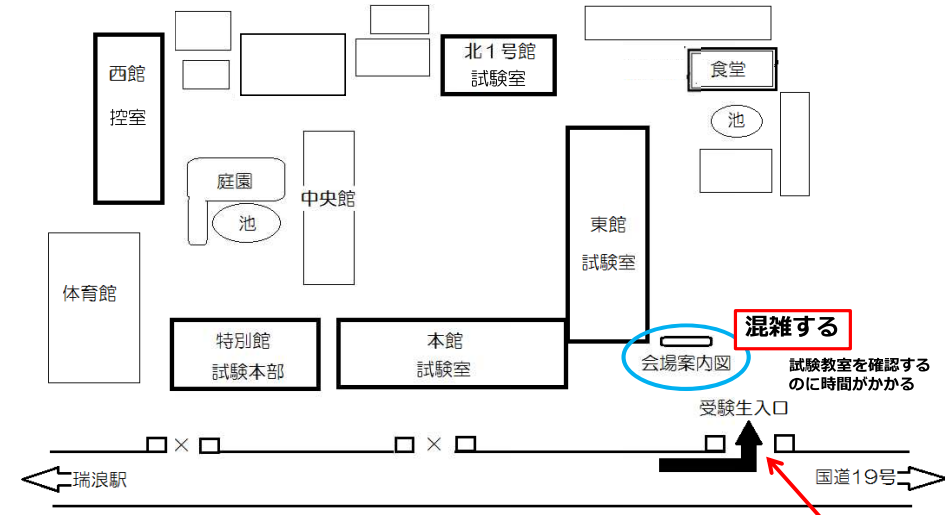 北1号館
試験室
食堂
西館
控室
池
庭園
池
中央館
東館
試験室
体育館
特別館
試験本部
本館
試験室
混雑する
会場案内図
試験教室を確認する
のに時間がかかる
受験生入口
×
×
瑞浪駅
国道19号